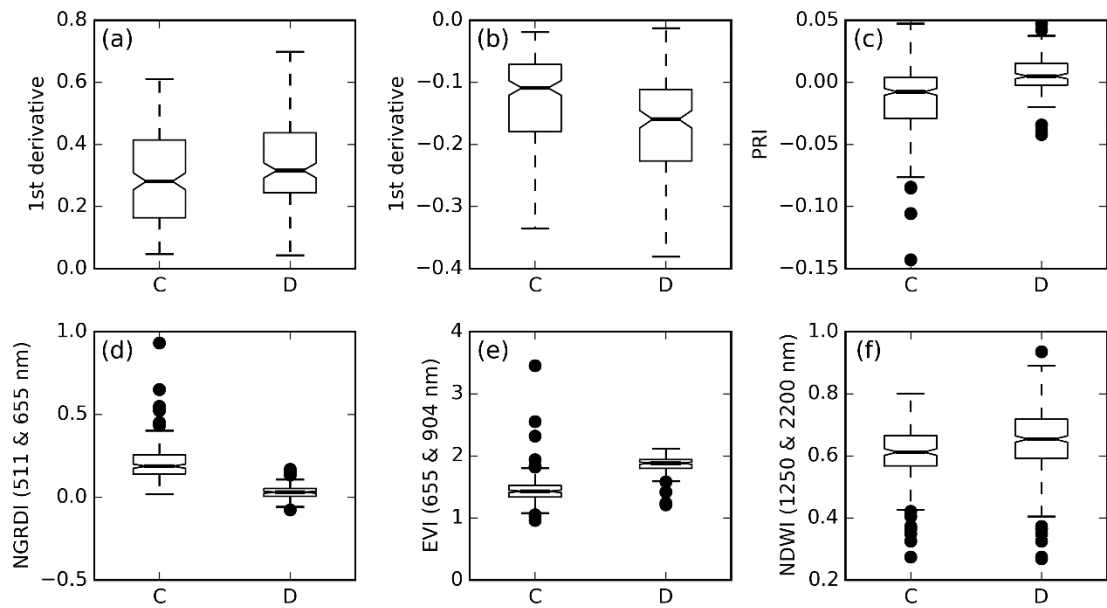 (a)
1st derivative
0.8
0.6
0.4
0.2
0.0
C D
(b)
1st derivative
0.0
−0.1
−0.2
−0.3
−0.4
C D
(c)
PRI
0.05
0.00
−0.05
−0.10
−0.15
C D
(d)
NGRDI (511 & 655 nm)
1.0
0.5
0.0
−0.5
C D
(e)
EVI (655 & 904 nm)
4
3
2
1
0
C D
(f)
NDWI (1250 & 2200 nm)
1.0
0.8
0.6
0.4
0.2
C D